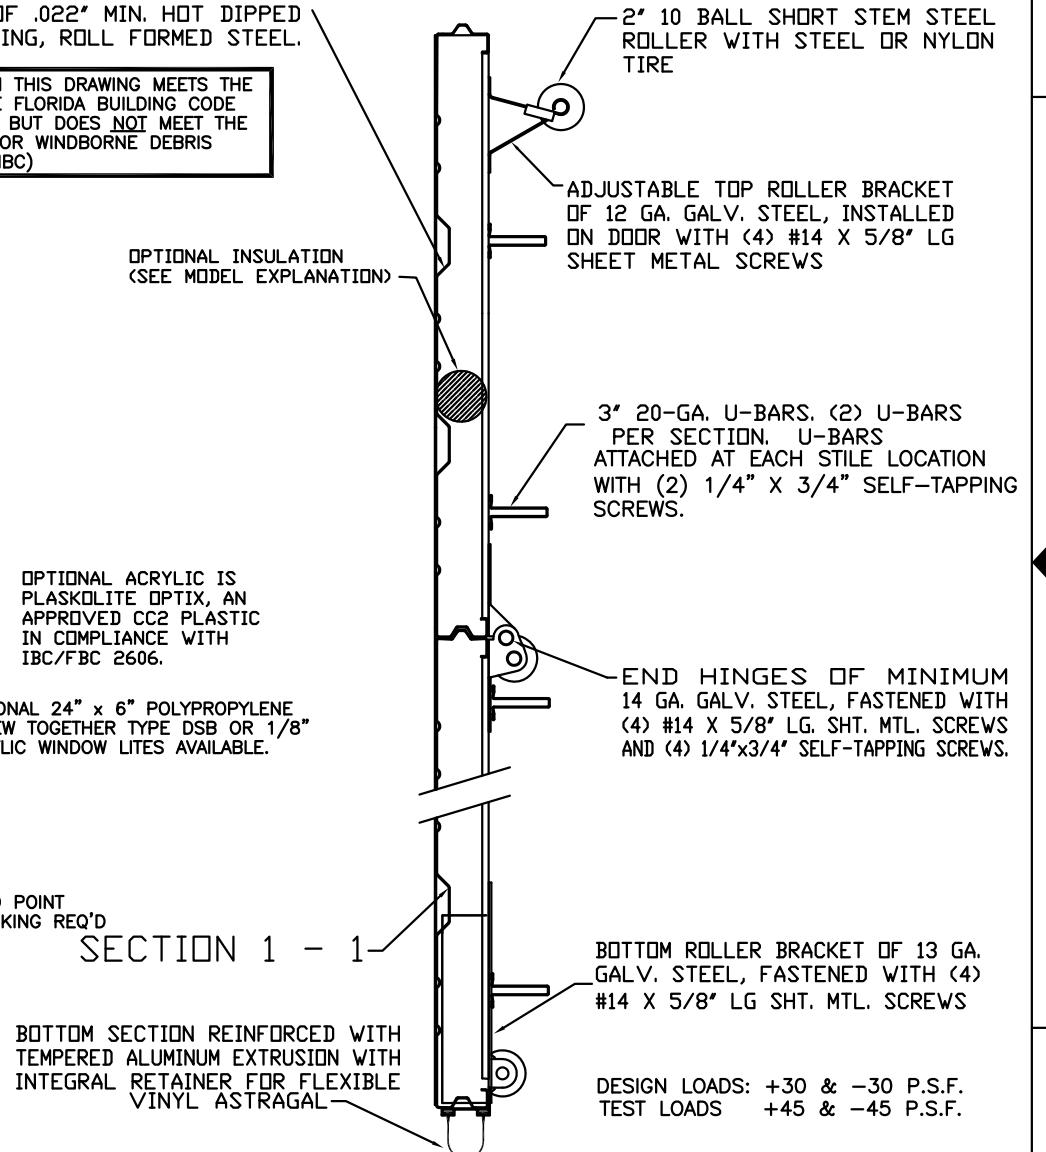 OF .022" MIN. HOT DIPPED
ING, ROLL FORMED STEEL.
THIS DRAWING MEETS THE
FLORIDA BUILDING CODE
BUT DOES NOT MEET THE
OR WINDBORNE DEBRIS
IBC)
OPTIONAL INSULATION
(SEE MODEL EXPLANATION)
2" 10 BALL SHORT STEM STEEL
ROLLER WITH STEEL OR NYLON
TIRE
ADJUSTABLE TOP ROLLER BRACKET
OF 12 GA. GALV. STEEL, INSTALLED
ON DOOR WITH (4) #14 X 5/8" LG
SHEET METAL SCREWS
3" 20-GA. U-BARS. (2) U-BARS
PER SECTION. U-BARS
ATTACHED AT EACH STILE LOCATION
WITH (2) 1/4" X 3/4" SELF-TAPPING
SCREWS.
OPTIONAL ACRYLIC IS
PLASKOLITE OPTIX, AN
APPROVED CC2 PLASTIC
IN COMPLIANCE WITH
IBC/FBC 2606.
ONAL 24" x 6" POLYPROPYLENE
EW TOGETHER TYPE DSB OR 1/8"
LIC WINDOW LITES AVAILABLE.
END HINGES OF MINIMUM
14 GA. GALV. STEEL, FASTENED WITH
(4) #14 X 5/8" LG. SHT. MTL. SCREWS
AND (4) 1/4"x3/4" SELF-TAPPING SCREWS.
POINT
KING REQ'D
SECTION 1 - 1
BOTTOM ROLLER BRACKET OF 13 GA.
GALV. STEEL, FASTENED WITH (4)
#14 X 5/8" LG SHT. MTL. SCREWS
BOTTOM SECTION REINFORCED WITH
TEMPERED ALUMINUM EXTRUSION WITH
INTEGRAL RETAINER FOR FLEXIBLE
VINYL ASTRAGAL
DESIGN LOADS: +30 & -30 P.S.F.
TEST LOADS +45 & -45 P.S.F.